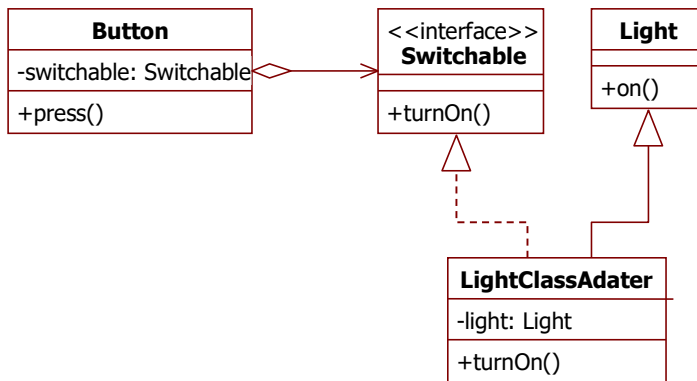 Button
-switchable: Switchable
+press()
<<interface>>
Switchable
+turnOn()
Light
+on()
LightClassAdater
-light: Light
+turnOn()